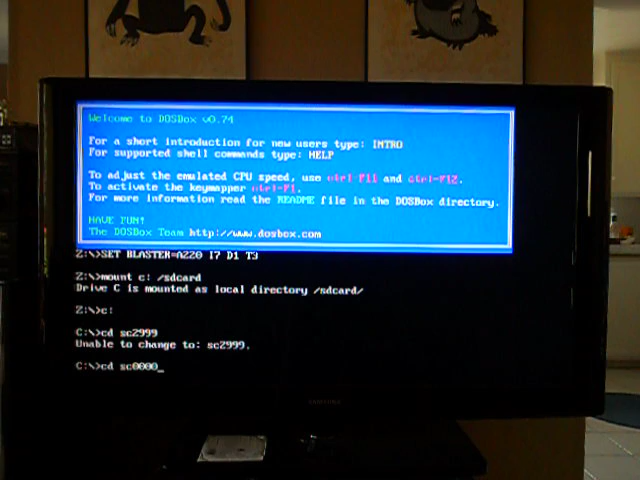 Welcome to DOSBox v0.74
For a short introduction for new users type: INTRO
For supported shell commands type: HELP
To adjust the emulated CPU speed, use ctrl-F11 and ctrl-F12.
To activate the keymapper ctrl-F1.
For more information read the README file in the DOSBox directory.
HAVE FUN!
The DOSBox Team http://www.dosbox.com
Z:\>SET BLASTER=A220 I7 D1 T3
Z:\>mount c: /sdcard
Drive C is mounted as local directory /sdcard/
Z:\>c:
C:\>cd sc2999
Unable to change to: sc2999.
C:\>cd sc0000_
SAMSUNG